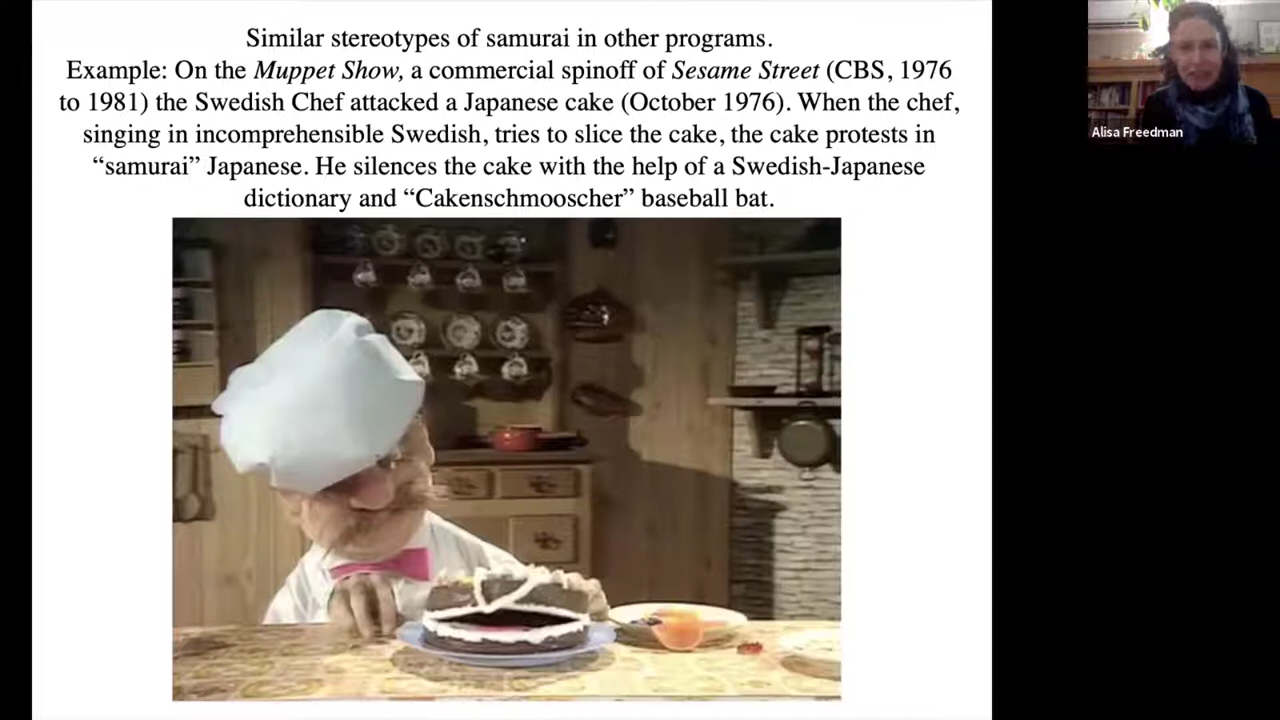 Similar stereotypes of samurai in other programs.
Example: On the Muppet Show, a commercial spinoff of Sesame Street (CBS, 1976
to 1981) the Swedish Chef attacked a Japanese cake (October 1976). When the chef,
singing in incomprehensible Swedish, tries to slice the cake, the cake protests in
“samurai” Japanese. He silences the cake with the help of a Swedish-Japanese
dictionary and “Cakenschmooscher” baseball bat.
Alisa Freedman